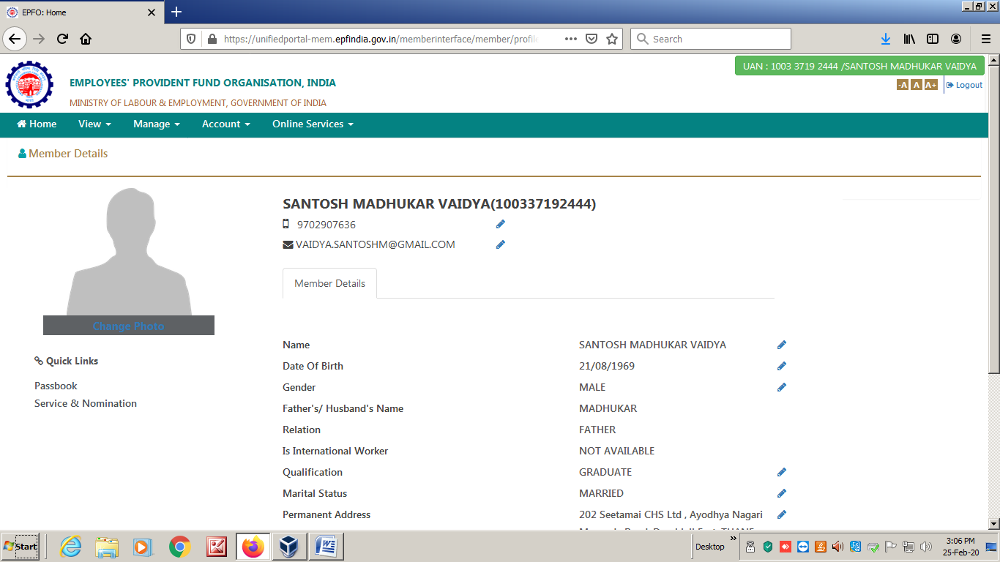 EPFO: Home
https://unifiedportal-mem.epfindia.gov.in/memberinterface/member/profile
Search
UAN : 1003 3719 2444 /SANTOSH MADHUKAR VAIDYA
EMPLOYEES' PROVIDENT FUND ORGANISATION, INDIA
-A A A+ Logout
MINISTRY OF LABOUR & EMPLOYMENT, GOVERNMENT OF INDIA
Home View Manage Account Online Services
Member Details
SANTOSH MADHUKAR VAIDYA(100337192444)
9702907636
VAIDYA.SANTOSHM@GMAIL.COM
Member Details
Change Photo
Quick Links
Passbook
Service & Nomination
Name SANTOSH MADHUKAR VAIDYA
Date Of Birth 21/08/1969
Gender MALE
Father's/ Husband's Name MADHUKAR
Relation FATHER
Is International Worker NOT AVAILABLE
Qualification GRADUATE
Marital Status MARRIED
Permanent Address 202 Seetamai CHS Ltd , Ayodhya Nagari
Start Desktop 3:06 PM
25-Feb-20